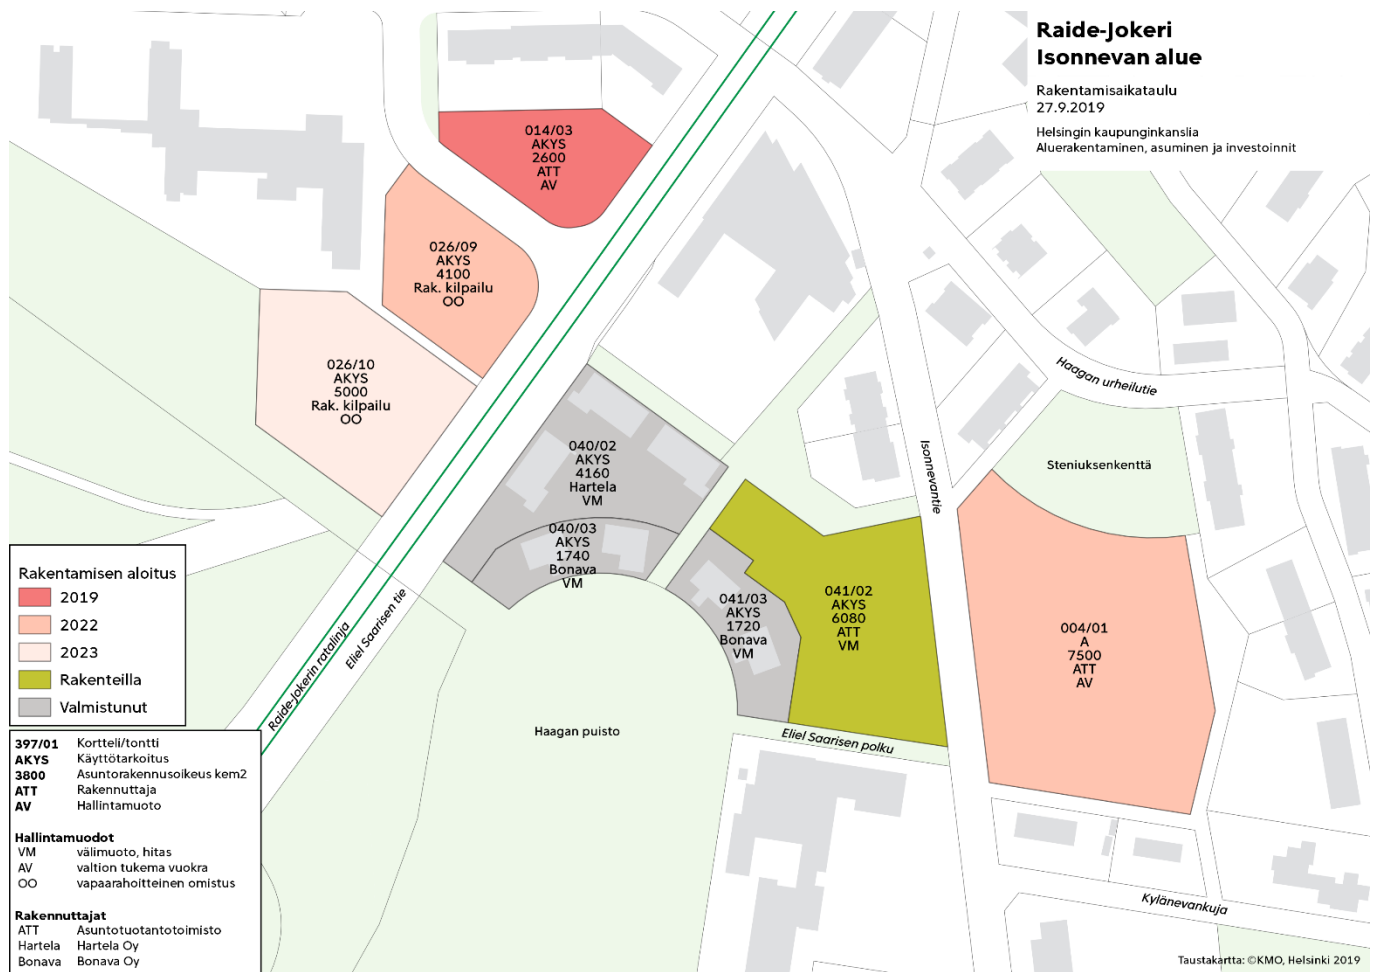 Raide-Jokeri
Isonnevan alue
Rakentamisaikataulu
27.9.2019
Helsingin kaupunginkanslia
Aluerakentaminen, asuminen ja investoinnit
014/03
AKYS
2600
ATT
AV
026/09
AKYS
4100
Rak. kilpailu
OO
026/10
AKYS
5000
Rak. kilpailu
OO
040/02
AKYS
4160
Hartela
VM
040/03
AKYS
1740
Bonava
VM
041/03
AKYS
1720
Bonava
VM
041/02
AKYS
6080
ATT
VM
004/01
A
7500
ATT
AV
Haagan urheilutie
Steniuksenkenttä
Isonnevantie
Raide-Jokerin ratalinja
Eliel Saarisen tie
Haagan puisto
Eliel Saarisen polku
Kylänevankuja
Rakentamisen aloitus
2019
2022
2023
Rakenteilla
Valmistunut
397/01 Kortteli/tontti
AKYS Käyttötarkoitus
3800 Asuntorakennusoikeus kem2
ATT Rakennuttaja
AV Hallintamuoto
Hallintamuodot
VM välimuoto, hitas
AV valtion tukema vuokra
OO vapaarahoitteinen omistus
Rakennuttajat
ATT Asuntotuotantotoimisto
Hartela Hartela Oy
Bonava Bonava Oy
Taustakartta: ©KMO, Helsinki 2019